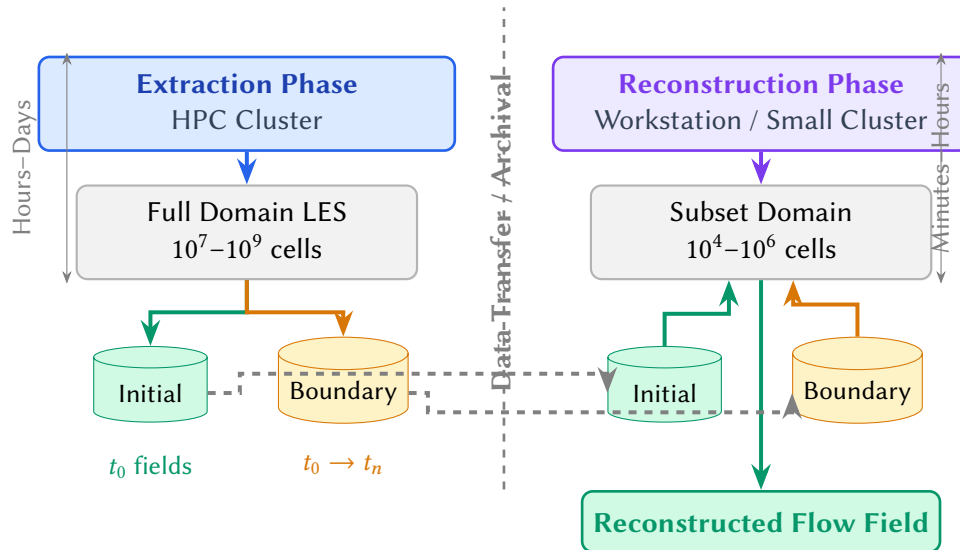 Extraction Phase
HPC Cluster
Hours–Days
Full Domain LES
10⁷–10⁹ cells
Initial
Boundary
t₀ fields
t₀ → tₙ
Data Transfer / Archival
Reconstruction Phase
Workstation / Small Cluster
Minutes–Hours
Subset Domain
10⁴–10⁶ cells
Initial
Boundary
Reconstructed Flow Field